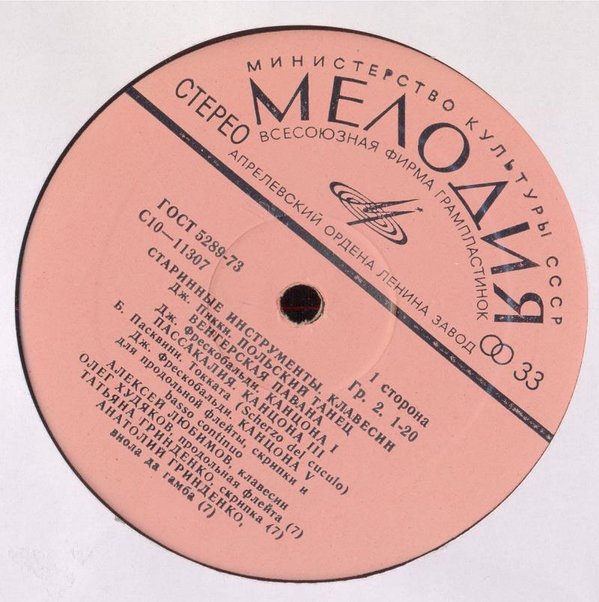 МИНИСТЕРСТВО КУЛЬТУРЫ СССР
МЕЛОДИЯ
СТЕРЕО
ВСЕСОЮЗНАЯ ФИРМА ГРАМПЛАСТИНОК
АПРЕЛЕВСКИЙ ОРДЕНА ЛЕНИНА ЗАВОД
33
ГОСТ 5289-73
С10—11307
1 сторона
Гр. 2. 1-20
СТАРИННЫЕ ИНСТРУМЕНТЫ. КЛАВЕСИН
Дж. Пикки. ПОЛЬСКИЙ ТАНЕЦ
ВЕНГЕРСКАЯ ПАВАНА
Дж. Фрескобальди. КАНЦОНА I
ПАССАКАЛИЯ. КАНЦОНА III
Б. Пасквини. Токката (Scherzo del cuculo)
Дж. Фрескобальди. КАНЦОНА V
для продольной флейты, скрипки и
basso continuo
АЛЕКСЕЙ ЛЮБИМОВ, клавесин
ОЛЕГ ХУДЯКОВ, продольная флейта (7)
ТАТЬЯНА ГРИНДЕНКО, скрипка (7)
АНАТОЛИЙ ГРИНДЕНКО,
виола да гамба (7)